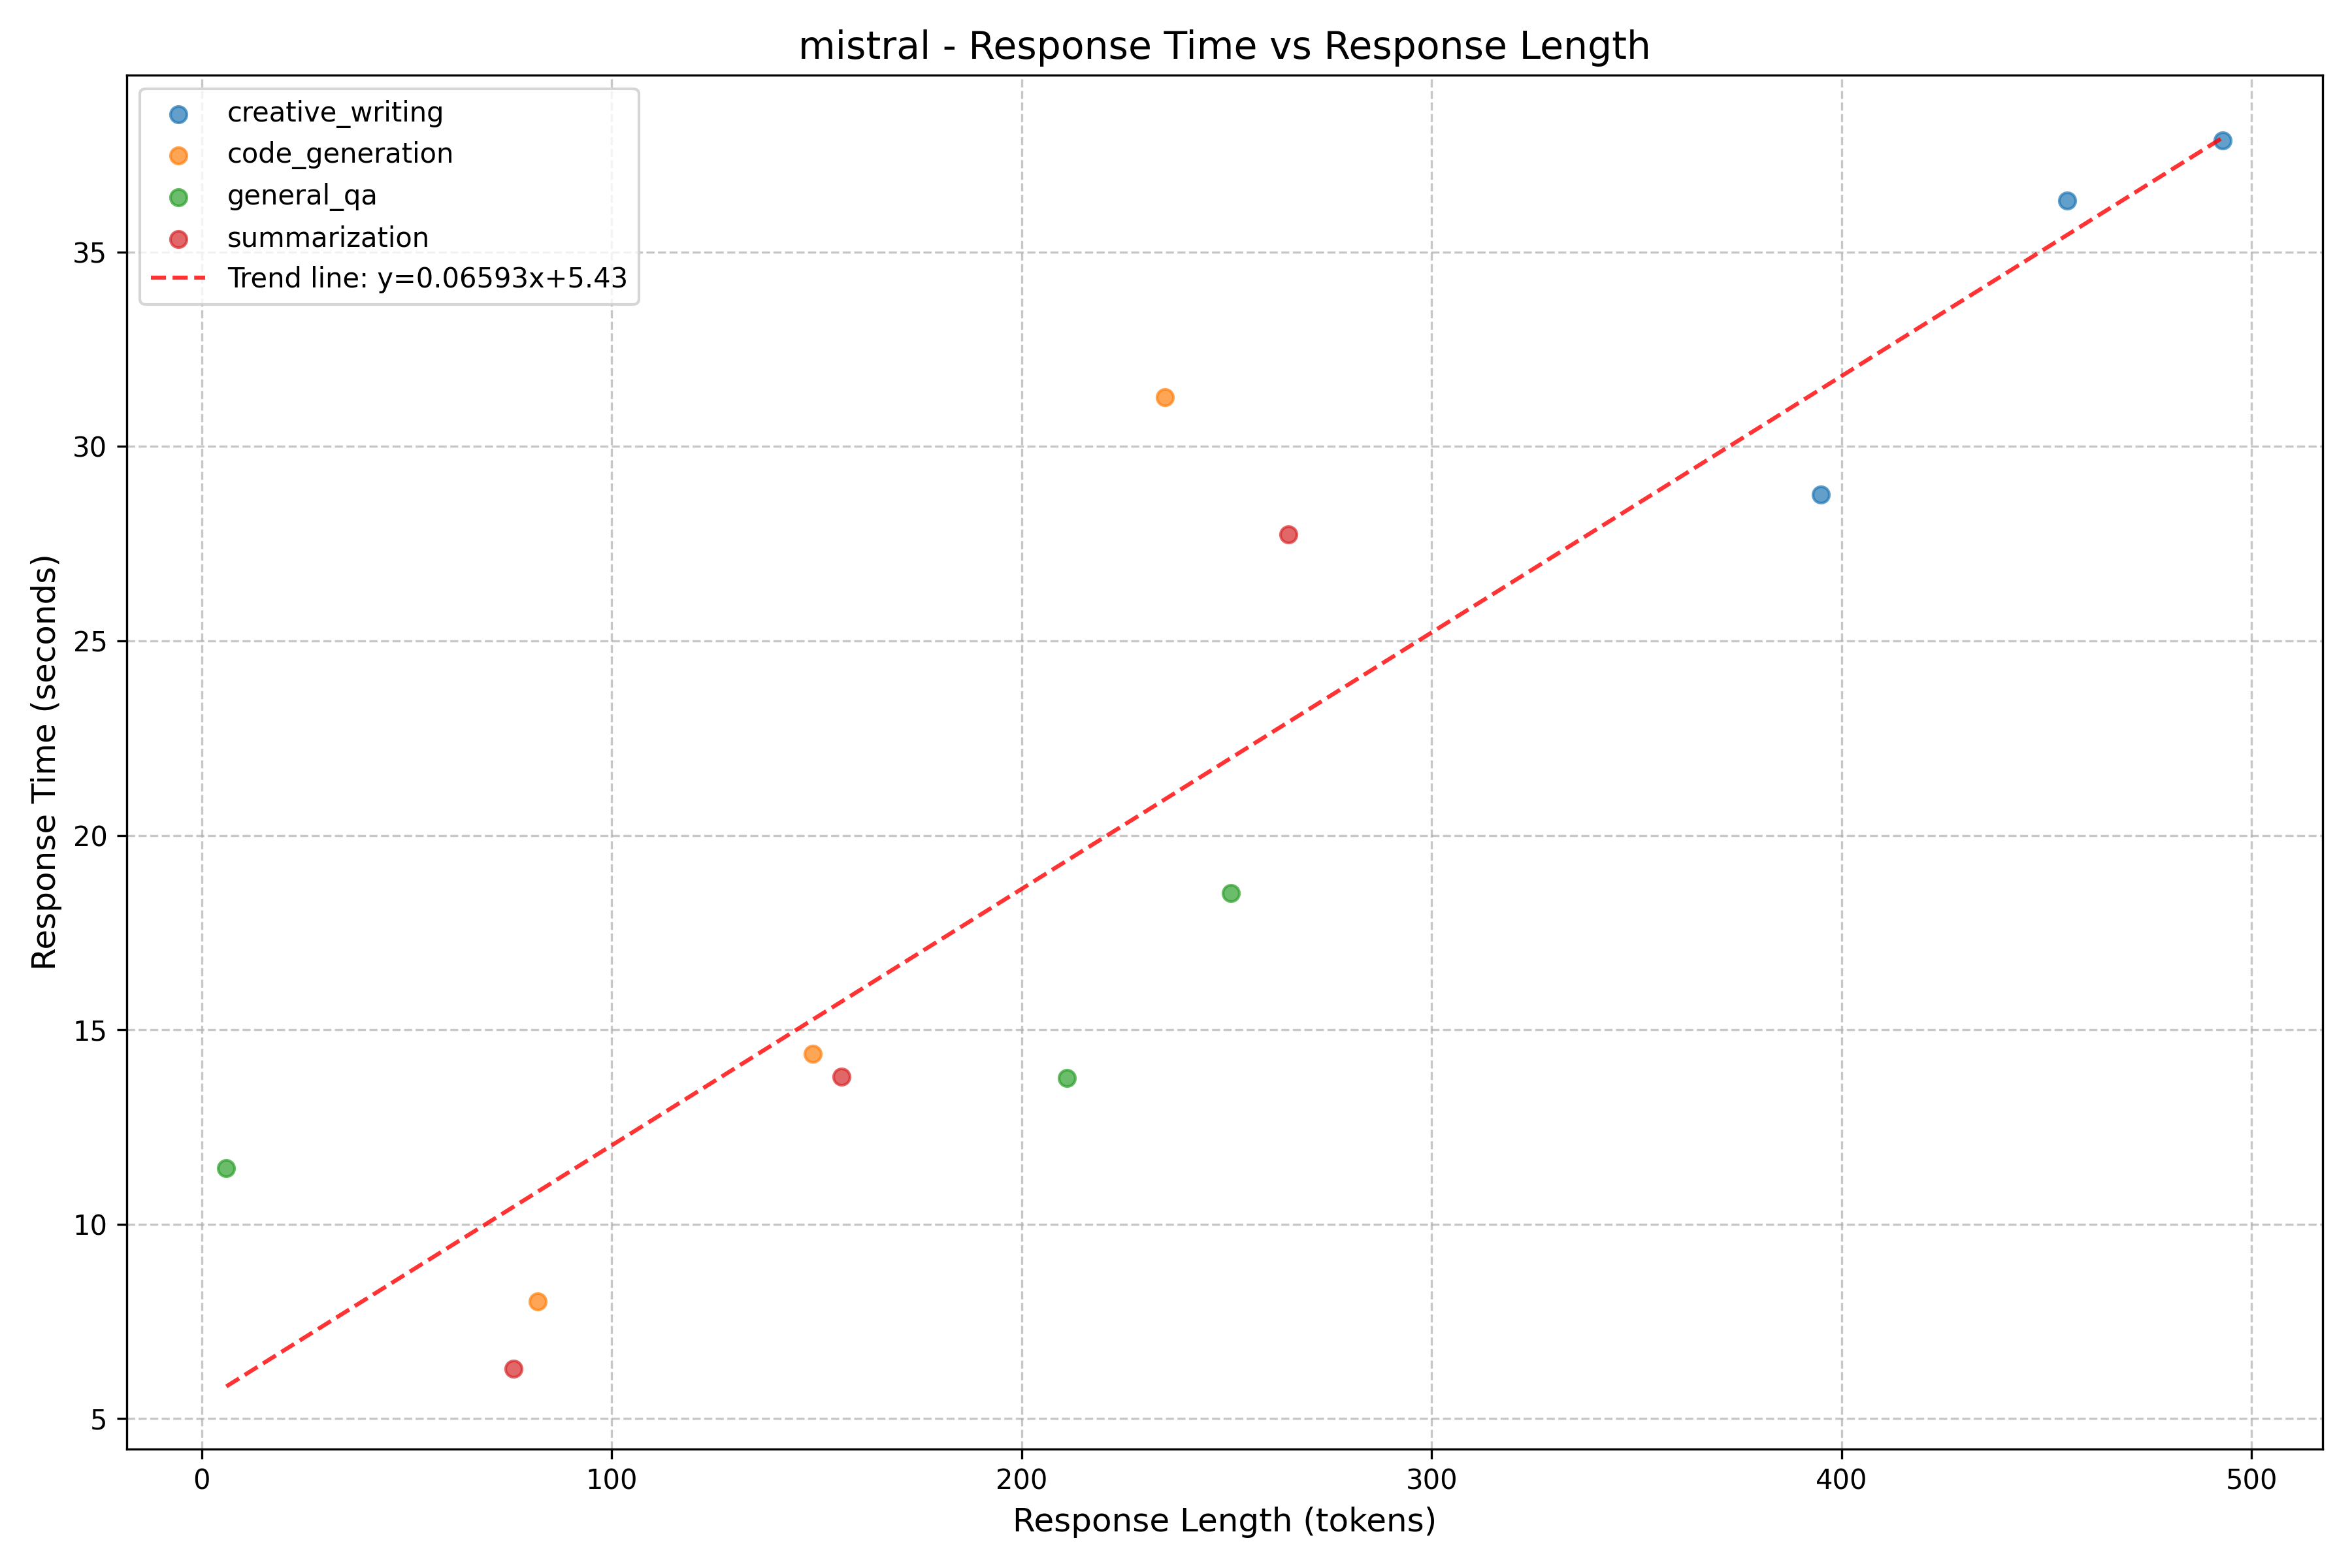 mistral - Response Time vs Response Length
creative_writing
code_generation
general_qa
summarization
Trend line: y=0.06593x+5.43
Response Time (seconds)
35
30
25
20
15
10
5
0 100 200 300 400 500
Response Length (tokens)